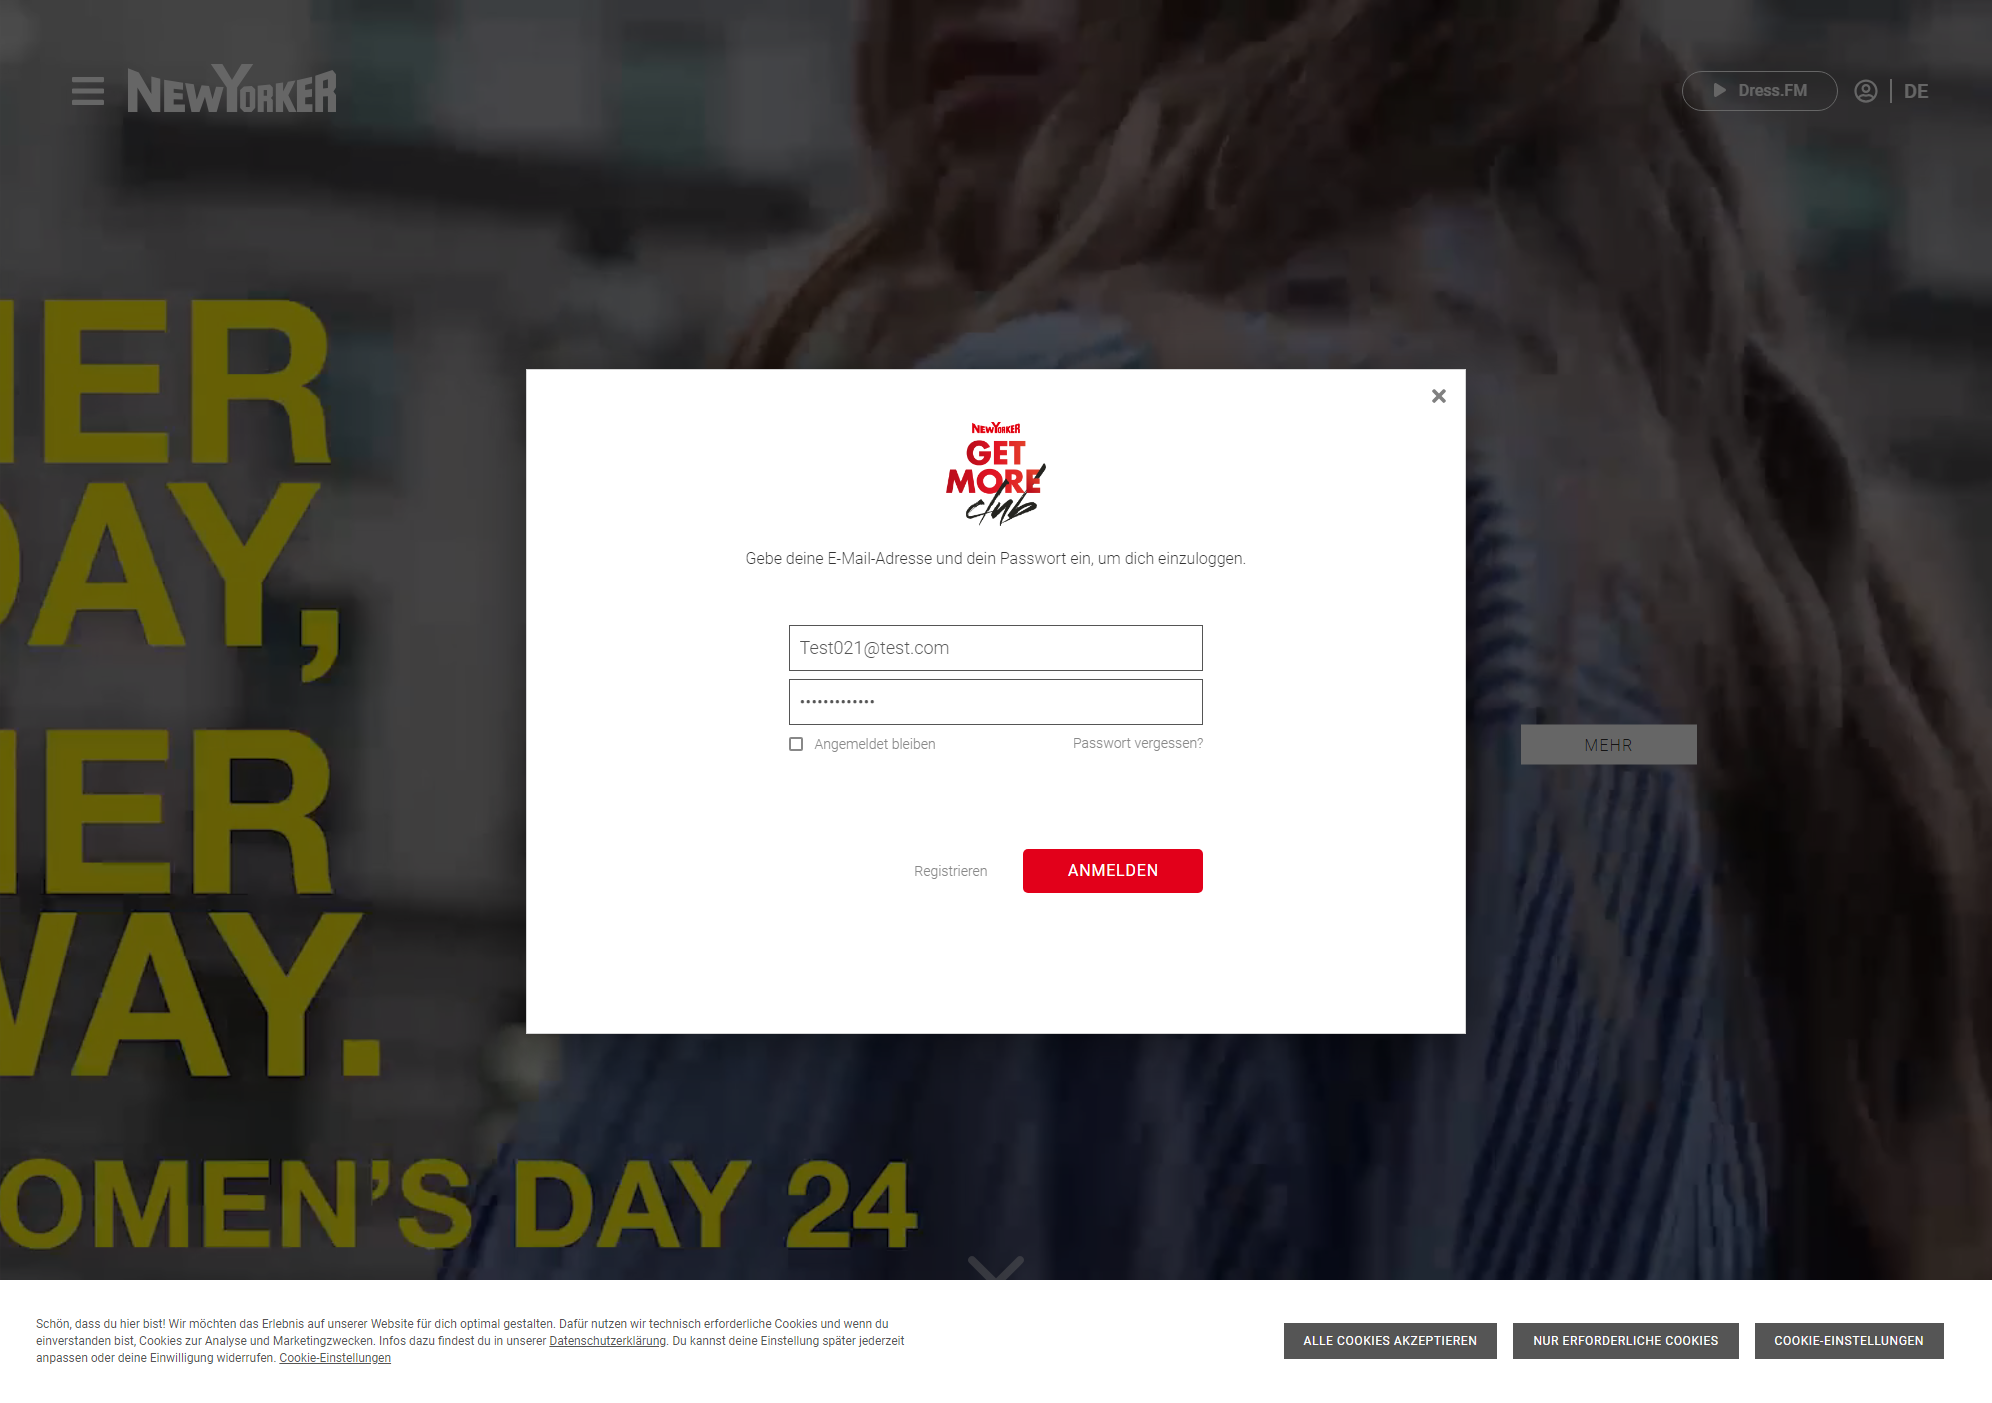 NEWYORKER
Dress.FM
DE
HER
DAY,
HER
WAY.
WOMEN'S DAY 24
NEWYORKER
GET
MORE
club
Gebe deine E-Mail-Adresse und dein Passwort ein, um dich einzuloggen.
Test021@test.com
•••••••••••••
Angemeldet bleiben
Passwort vergessen?
MEHR
Registrieren
ANMELDEN
Schön, dass du hier bist! Wir möchten das Erlebnis auf unserer Website für dich optimal gestalten. Dafür nutzen wir technisch erforderliche Cookies und wenn du
einverstanden bist, Cookies zur Analyse und Marketingzwecken. Infos dazu findest du in unserer Datenschutzerklärung. Du kannst deine Einstellung später jederzeit
anpassen oder deine Einwilligung widerrufen. Cookie-Einstellungen
ALLE COOKIES AKZEPTIEREN
NUR ERFORDERLICHE COOKIES
COOKIE-EINSTELLUNGEN